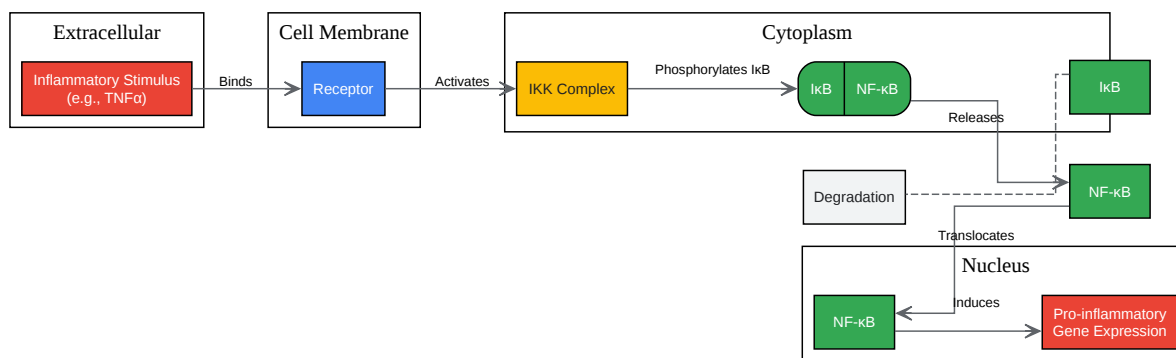 Extracellular
Cell Membrane
Cytoplasm
Inflammatory Stimulus
(e.g., TNFα)
Binds
Receptor
Activates
IKK Complex
Phosphorylates IκB
IκB
NF-κB
IκB
Releases
Degradation
NF-κB
Translocates
Nucleus
NF-κB
Induces
Pro-inflammatory
Gene Expression